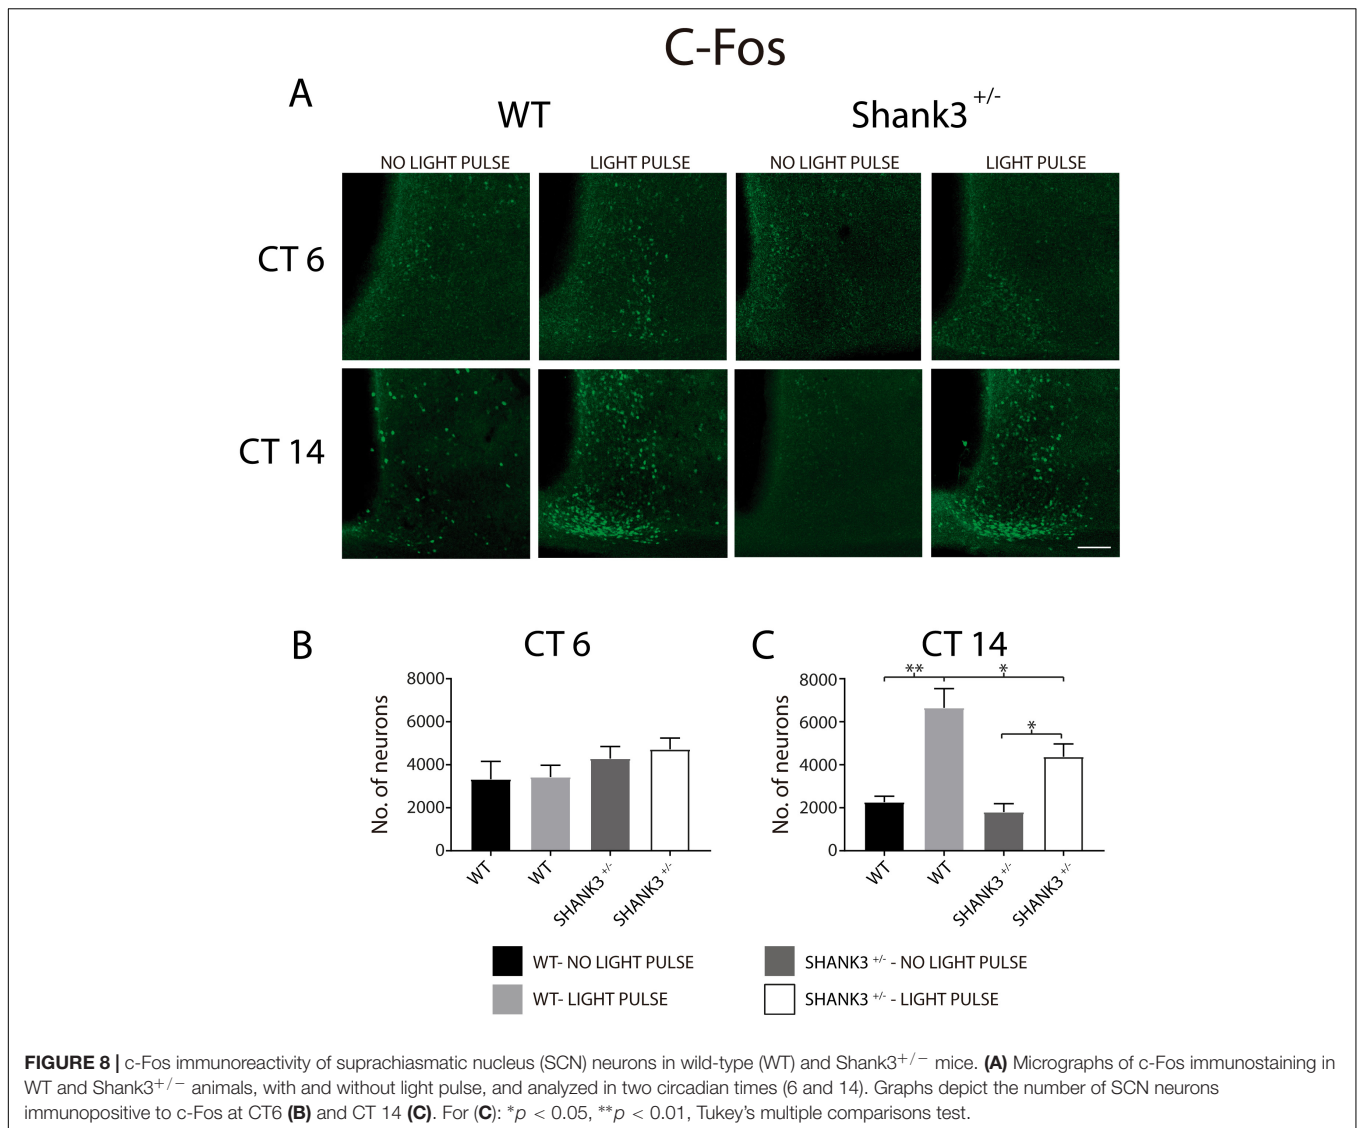 C-Fos
A
WT Shank3 +/-
NO LIGHT PULSE LIGHT PULSE NO LIGHT PULSE LIGHT PULSE
CT 6
CT 14
B CT 6
No. of neurons
8000
6000
4000
2000
0
WT WT SHANK3 +/- SHANK3 +/-
C CT 14
No. of neurons
8000
6000
4000
2000
0
** *
*
WT WT SHANK3 +/- SHANK3 +/-
WT- NO LIGHT PULSE SHANK3 +/- - NO LIGHT PULSE
WT- LIGHT PULSE SHANK3 +/- - LIGHT PULSE
FIGURE 8 | c-Fos immunoreactivity of suprachiasmatic nucleus (SCN) neurons in wild-type (WT) and Shank3+/− mice. (A) Micrographs of c-Fos immunostaining in
WT and Shank3+/− animals, with and without light pulse, and analyzed in two circadian times (6 and 14). Graphs depict the number of SCN neurons
immunopositive to c-Fos at CT6 (B) and CT 14 (C). For (C): *p < 0.05, **p < 0.01, Tukey's multiple comparisons test.